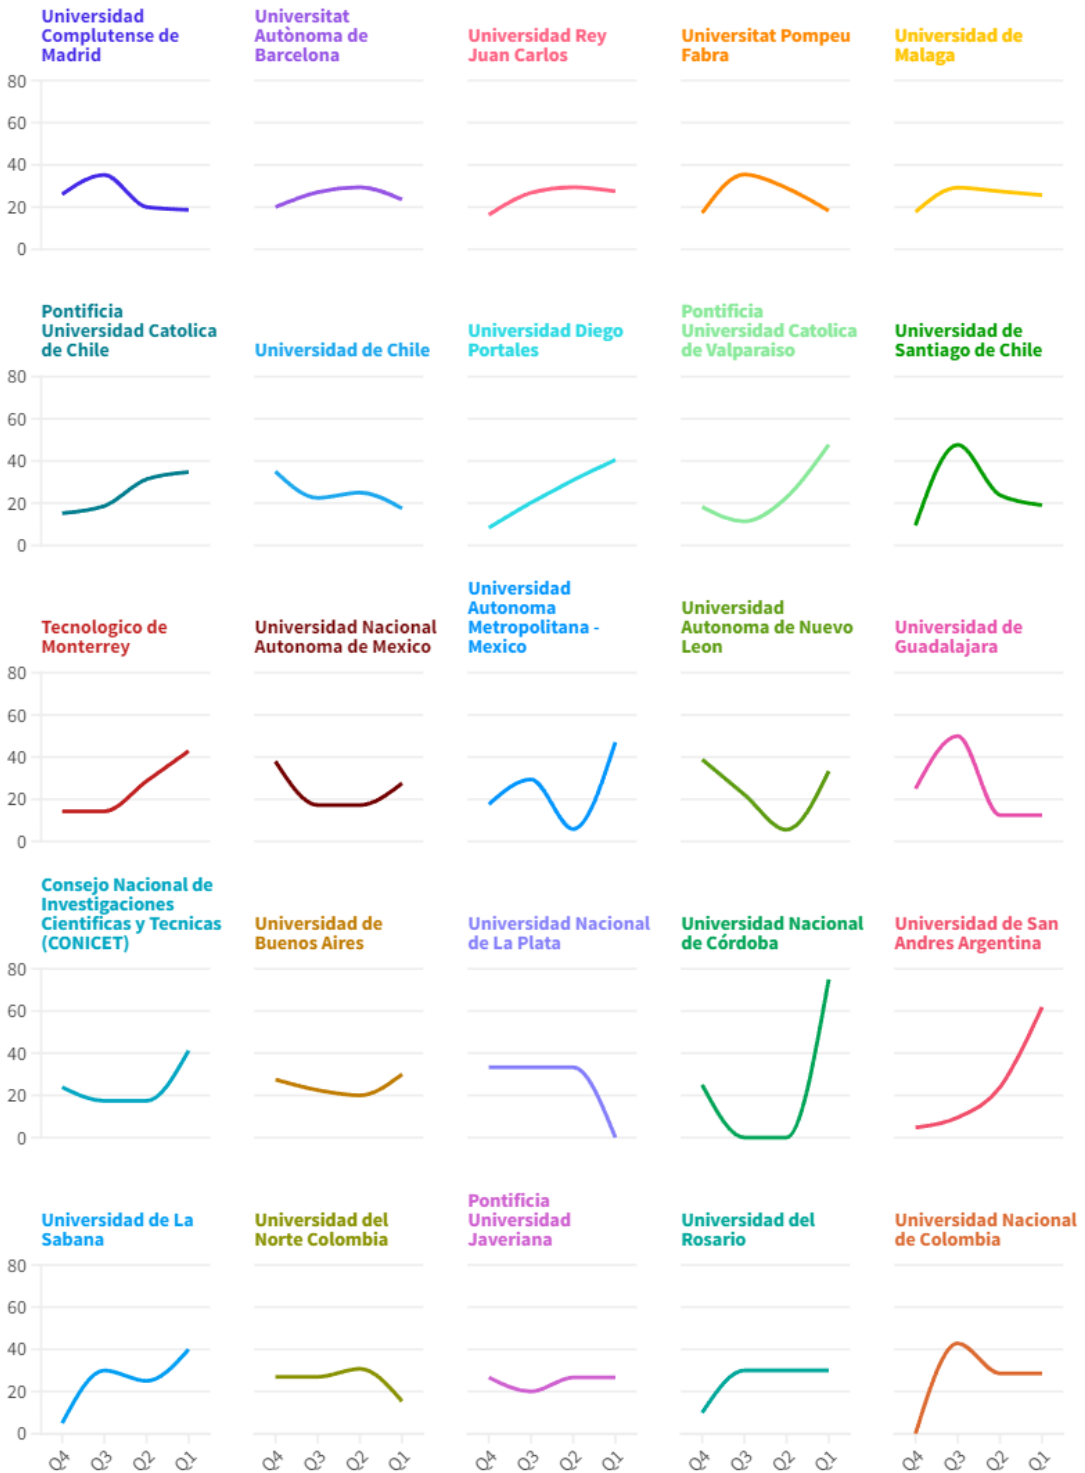 Universidad
Complutense de
Madrid
Universitat
Autònoma de
Barcelona
Universidad Rey
Juan Carlos
Universitat Pompeu
Fabra
Universidad de
Malaga
80
60
40
20
0
Pontificia
Universidad Catolica
de Chile
Universidad de Chile
Universidad Diego
Portales
Pontificia
Universidad Catolica
de Valparaiso
Universidad de
Santiago de Chile
80
60
40
20
0
Tecnologico de
Monterrey
Universidad Nacional
Autonoma de Mexico
Universidad
Autonoma
Metropolitana -
Mexico
Universidad
Autonoma de Nuevo
Leon
Universidad de
Guadalajara
80
60
40
20
0
Consejo Nacional de
Investigaciones
Cientificas y Tecnicas
(CONICET)
Universidad de
Buenos Aires
Universidad Nacional
de La Plata
Universidad Nacional
de Córdoba
Universidad de San
Andres Argentina
80
60
40
20
0
Universidad de La
Sabana
Universidad del
Norte Colombia
Pontificia
Universidad
Javeriana
Universidad del
Rosario
Universidad Nacional
de Colombia
80
60
40
20
0
Q4 Q3 Q2 Q1
Q4 Q3 Q2 Q1
Q4 Q3 Q2 Q1
Q4 Q3 Q2 Q1
Q4 Q3 Q2 Q1